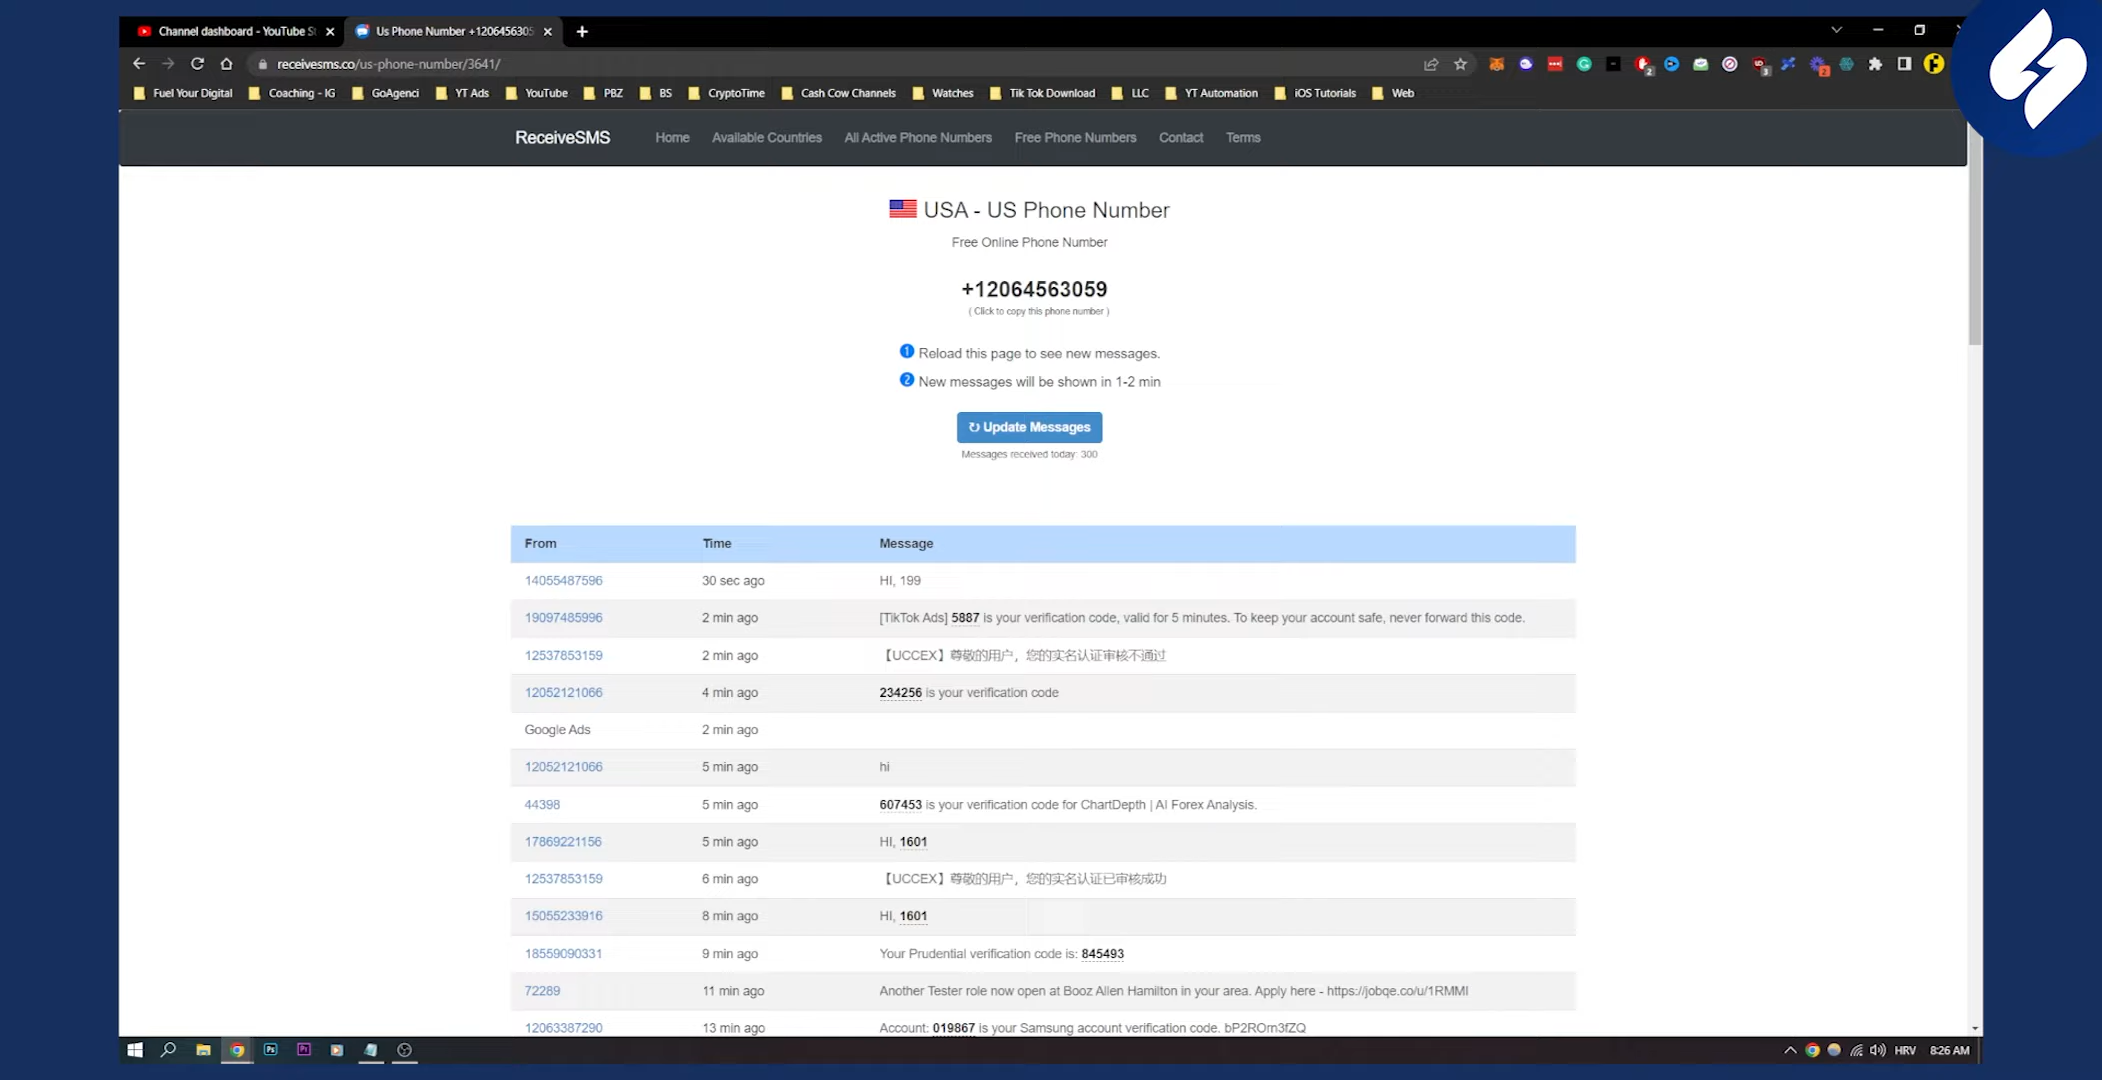 Channel dashboard - YouTube S
Us Phone Number +1206456305
receivesms.co/us-phone-number/3641/
Fuel Your Digital
Coaching - IG
GoAgenci
YT Ads
YouTube
PBZ
BS
CryptoTime
Cash Cow Channels
Watches
Tik Tok Download
LLC
YT Automation
iOS Tutorials
Web
ReceiveSMS
Home
Available Countries
All Active Phone Numbers
Free Phone Numbers
Contact
Terms
USA - US Phone Number
Free Online Phone Number
+12064563059
( Click to copy this phone number )
1 Reload this page to see new messages.
2 New messages will be shown in 1-2 min
↻ Update Messages
Messages received today: 300
From Time Message
14055487596 30 sec ago HI, 199
19097485996 2 min ago [TikTok Ads] 5887 is your verification code, valid for 5 minutes. To keep your account safe, never forward this code.
12537853159 2 min ago 【UCCEX】尊敬的用户，您的实名认证审核不通过
12052121066 4 min ago 234256 is your verification code
Google Ads 2 min ago
12052121066 5 min ago hi
44398 5 min ago 607453 is your verification code for ChartDepth | AI Forex Analysis.
17869221156 5 min ago HI, 1601
12537853159 6 min ago 【UCCEX】尊敬的用户，您的实名认证已审核成功
15055233916 8 min ago HI, 1601
18559090331 9 min ago Your Prudential verification code is: 845493
72289 11 min ago Another Tester role now open at Booz Allen Hamilton in your area. Apply here - https://jobqe.co/u/1RMMI
12063387290 13 min ago Account: 019867 is your Samsung account verification code. bP2ROrn3fZQ
HRV 8:26 AM